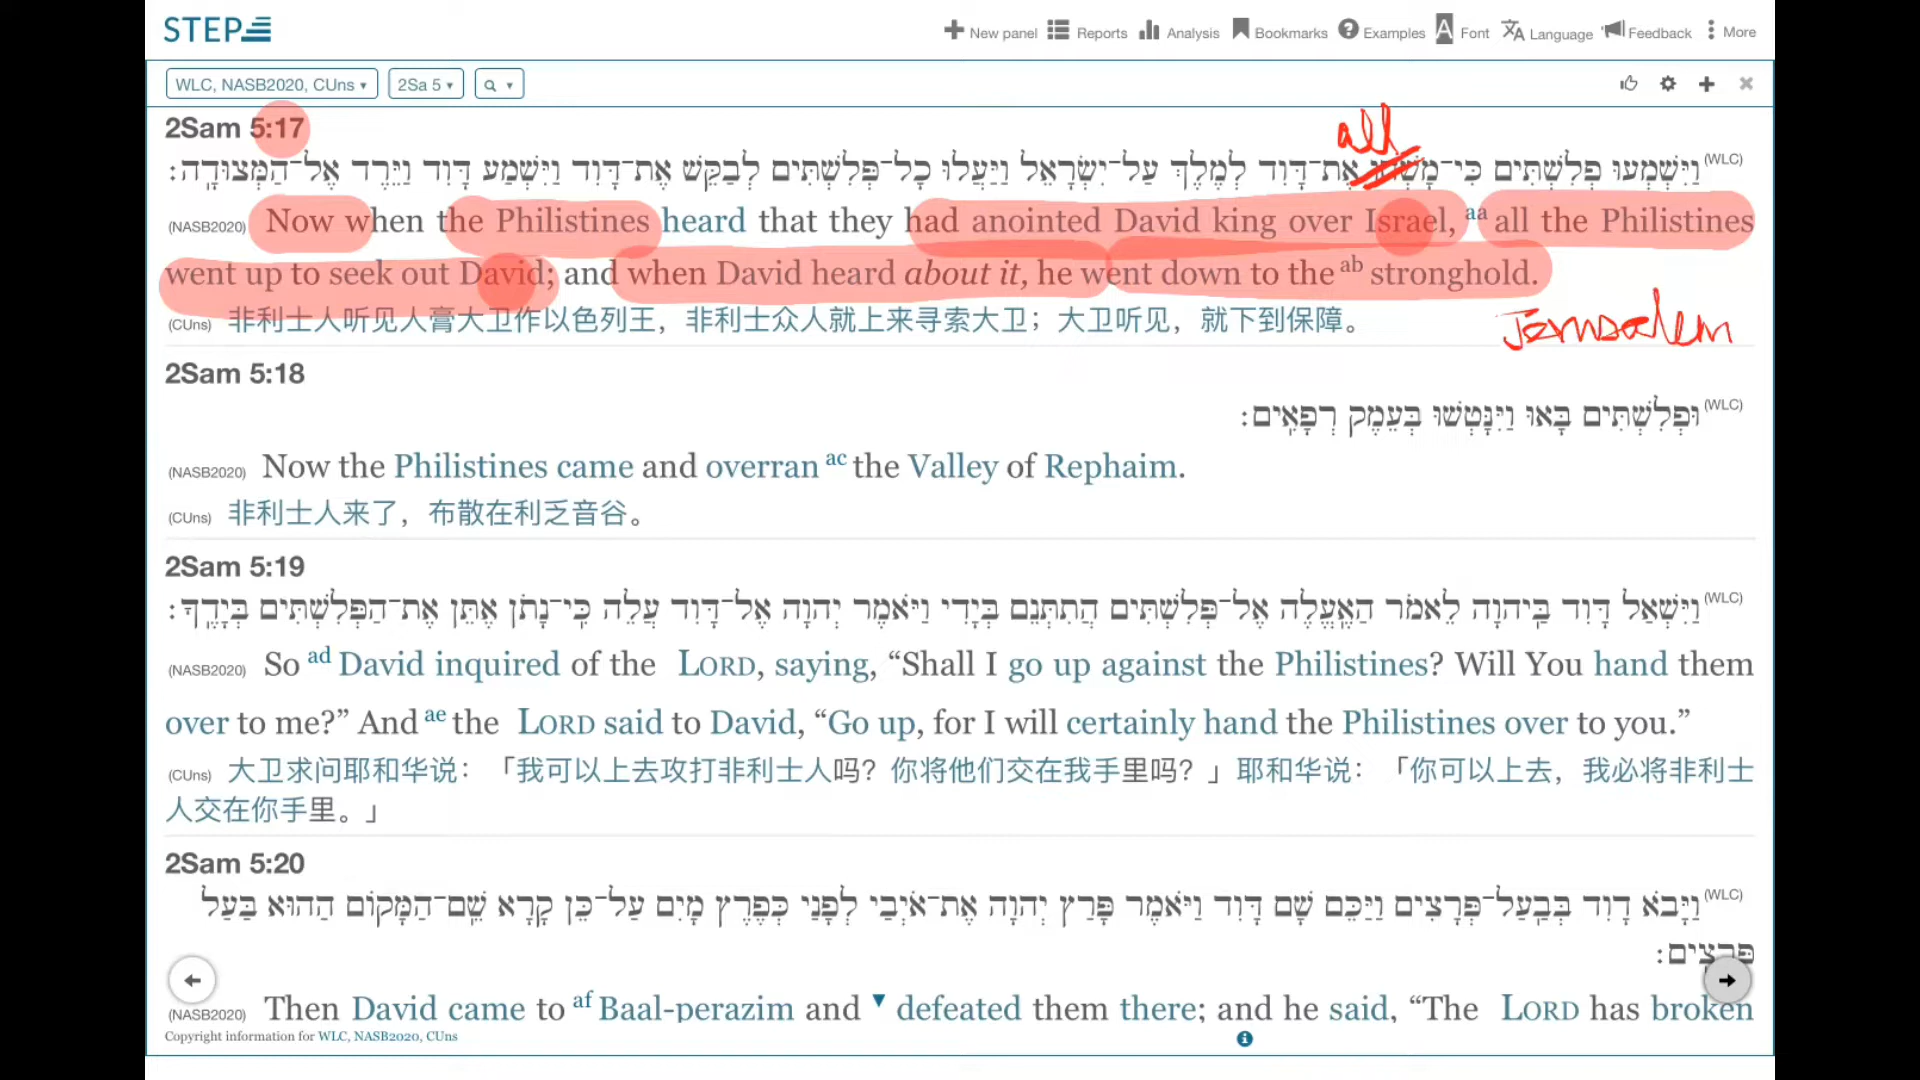 STEP
New panel Reports Analysis Bookmarks Examples Font Language Feedback More
WLC, NASB2020, CUns 2Sa 5
2Sam 5:17
all
וַיִּשְׁמְעוּ פְלִשְׁתִּים כִּי־מָשְׁחוּ אֶת־דָּוִד לְמֶלֶךְ עַל־יִשְׂרָאֵל וַיַּעֲלוּ כָל־פְּלִשְׁתִּים לְבַקֵּשׁ אֶת־דָּוִד וַיִּשְׁמַע דָּוִד וַיֵּרֶד אֶל־הַמְּצוּדָֽה׃ (WLC)
(NASB2020) Now when the Philistines heard that they had anointed David king over Israel, aa all the Philistines
went up to seek out David; and when David heard about it, he went down to the ab stronghold.
(CUns) 非利士人听见人膏大卫作以色列王，非利士众人就上来寻索大卫；大卫听见，就下到保障。
Jerusalem
2Sam 5:18
וּפְלִשְׁתִּים בָּאוּ וַיִּנָּטְשׁוּ בְּעֵמֶק רְפָאִֽים׃ (WLC)
(NASB2020) Now the Philistines came and overran ac the Valley of Rephaim.
(CUns) 非利士人来了，布散在利乏音谷。
2Sam 5:19
וַיִּשְׁאַל דָּוִד בַּֽיהוָה לֵאמֹר הַאֶֽעֱלֶה אֶל־פְּלִשְׁתִּים הֲתִתְּנֵם בְּיָדִי וַיֹּאמֶר יְהוָה אֶל־דָּוִד עֲלֵה כִּֽי־נָתֹן אֶתֵּן אֶת־הַפְּלִשְׁתִּים בְּיָדֶֽךָ׃ (WLC)
(NASB2020) So ad David inquired of the LORD, saying, “Shall I go up against the Philistines? Will You hand them
over to me?” And ae the LORD said to David, “Go up, for I will certainly hand the Philistines over to you.”
(CUns) 大卫求问耶和华说：「我可以上去攻打非利士人吗？你将他们交在我手里吗？」耶和华说：「你可以上去，我必将非利士
人交在你手里。」
2Sam 5:20
וַיָּבֹא דָוִד בְּבַֽעַל־פְּרָצִים וַיַּכֵּם שָׁם דָּוִד וַיֹּאמֶר פָּרַץ יְהוָה אֶת־אֹיְבַי לְפָנַי כְּפֶרֶץ מָיִם עַל־כֵּן קָרָא שֵֽׁם־הַמָּקוֹם הַהוּא בַּעַל (WLC)
פְּרָצִֽים׃
(NASB2020) Then David came to af Baal-perazim and defeated them there; and he said, “The LORD has broken
Copyright information for WLC, NASB2020, CUns